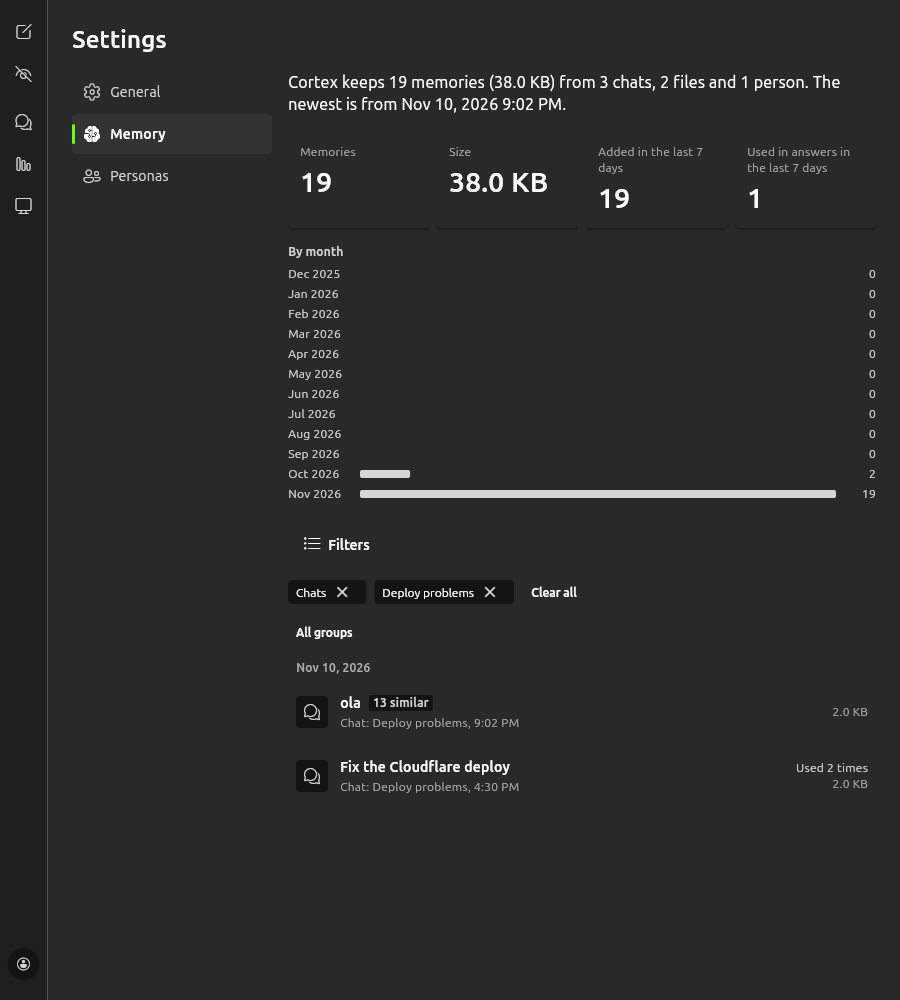 Settings
General
Memory
Personas
Cortex keeps 19 memories (38.0 KB) from 3 chats, 2 files and 1 person. The
newest is from Nov 10, 2026 9:02 PM.
Memories
19
Size
38.0 KB
Added in the last 7
days
19
Used in answers in
the last 7 days
1
By month
Dec 2025 0
Jan 2026 0
Feb 2026 0
Mar 2026 0
Apr 2026 0
May 2026 0
Jun 2026 0
Jul 2026 0
Aug 2026 0
Sep 2026 0
Oct 2026 2
Nov 2026 19
Filters
Chats Deploy problems Clear all
All groups
Nov 10, 2026
ola 13 similar
Chat: Deploy problems, 9:02 PM
2.0 KB
Fix the Cloudflare deploy
Chat: Deploy problems, 4:30 PM
Used 2 times
2.0 KB